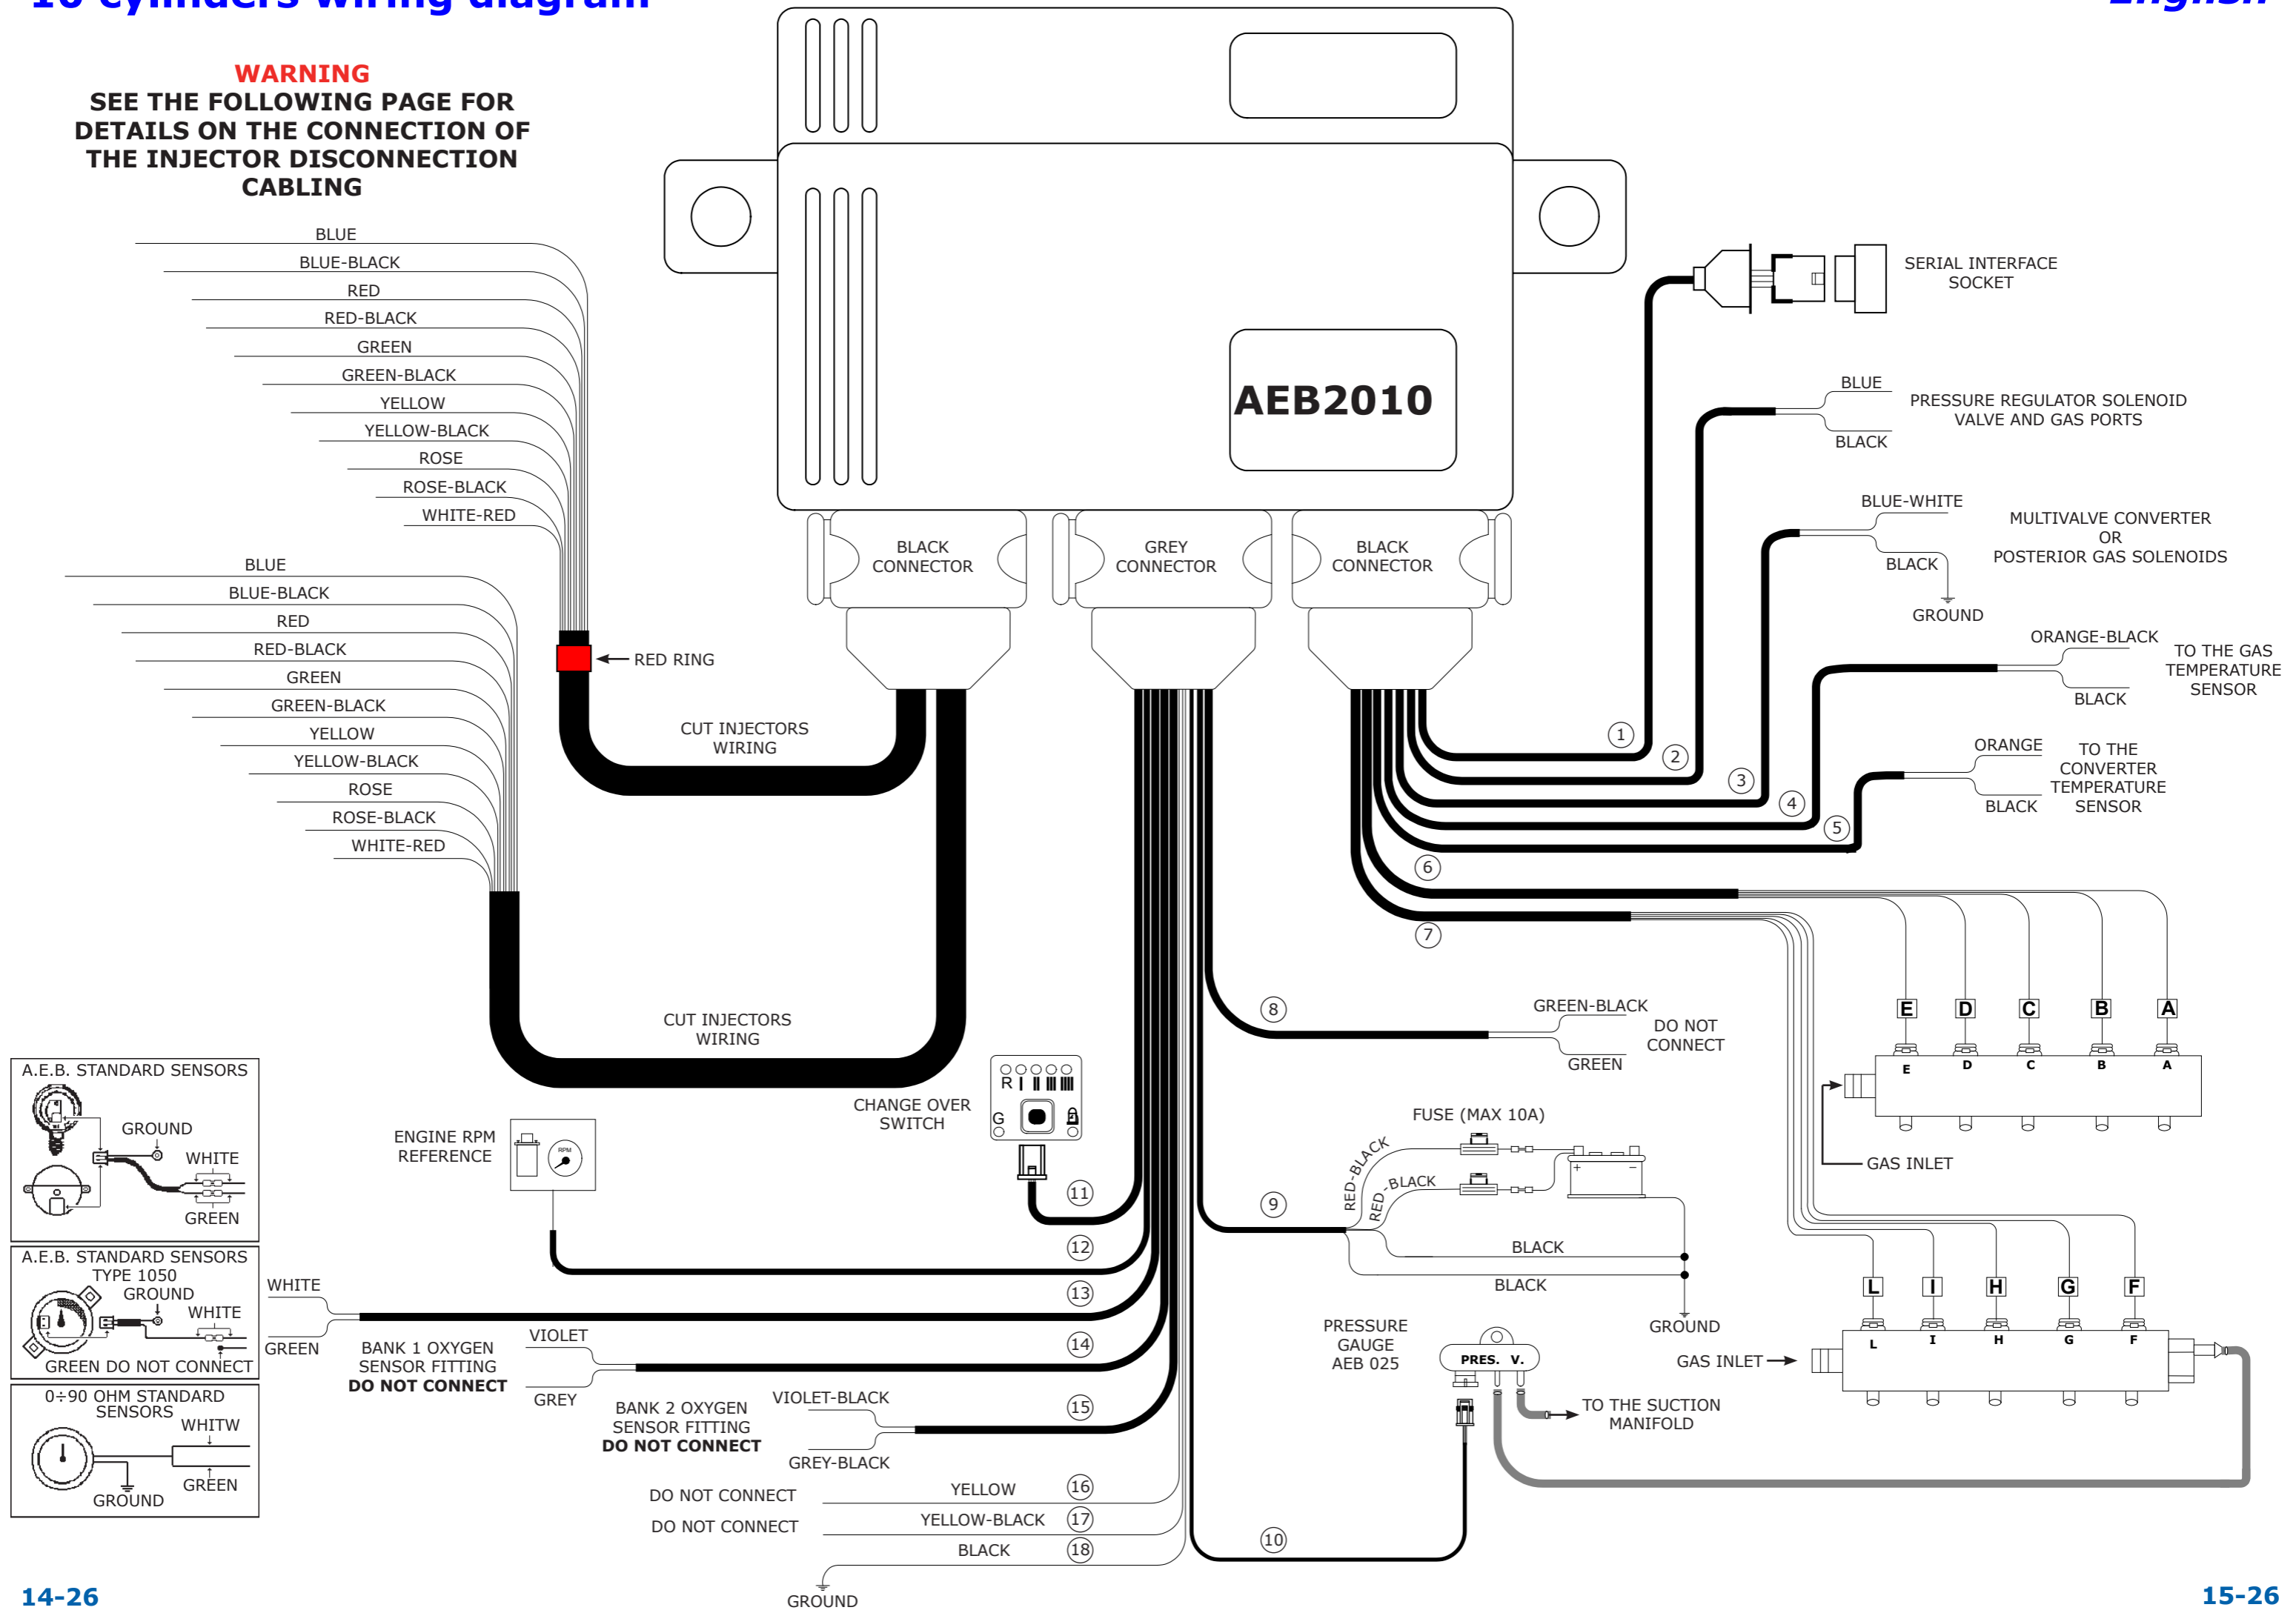 10 cylinders wiring diagram
English
WARNING
SEE THE FOLLOWING PAGE FOR
DETAILS ON THE CONNECTION OF
THE INJECTOR DISCONNECTION
CABLING
BLUE
BLUE-BLACK
RED
RED-BLACK
GREEN
GREEN-BLACK
YELLOW
YELLOW-BLACK
ROSE
ROSE-BLACK
WHITE-RED
BLUE
BLUE-BLACK
RED
RED-BLACK
GREEN
GREEN-BLACK
YELLOW
YELLOW-BLACK
ROSE
ROSE-BLACK
WHITE-RED
RED RING
CUT INJECTORS
WIRING
CUT INJECTORS
WIRING
AEB2010
BLACK
CONNECTOR
GREY
CONNECTOR
BLACK
CONNECTOR
SERIAL INTERFACE
SOCKET
BLUE
BLACK
PRESSURE REGULATOR SOLENOID
VALVE AND GAS PORTS
BLUE-WHITE
BLACK
GROUND
MULTIVALVE CONVERTER
OR
POSTERIOR GAS SOLENOIDS
ORANGE-BLACK
BLACK
TO THE GAS
TEMPERATURE
SENSOR
ORANGE
BLACK
TO THE
CONVERTER
TEMPERATURE
SENSOR
1
2
3
4
5
6
7
8
GREEN-BLACK
GREEN
DO NOT
CONNECT
E D C B A
E D C B A
GAS INLET
FUSE (MAX 10A)
RED-BLACK
RED-BLACK
+ −
9
BLACK
BLACK
GROUND
L I H G F
L I H G F
GAS INLET
PRESSURE
GAUGE
AEB 025
PRES. V.
TO THE SUCTION
MANIFOLD
10
CHANGE OVER
SWITCH
R I II III IIII
G
11
ENGINE RPM
REFERENCE
RPM
12
13
WHITE
GREEN
14
BANK 1 OXYGEN
SENSOR FITTING
DO NOT CONNECT
VIOLET
GREY
15
BANK 2 OXYGEN
SENSOR FITTING
DO NOT CONNECT
VIOLET-BLACK
GREY-BLACK
DO NOT CONNECT YELLOW 16
DO NOT CONNECT YELLOW-BLACK 17
BLACK 18
GROUND
A.E.B. STANDARD SENSORS
GROUND
WHITE
GREEN
A.E.B. STANDARD SENSORS
TYPE 1050
GROUND
WHITE
GREEN DO NOT CONNECT
0÷90 OHM STANDARD
SENSORS
WHITW
GREEN
GROUND
14-26
15-26